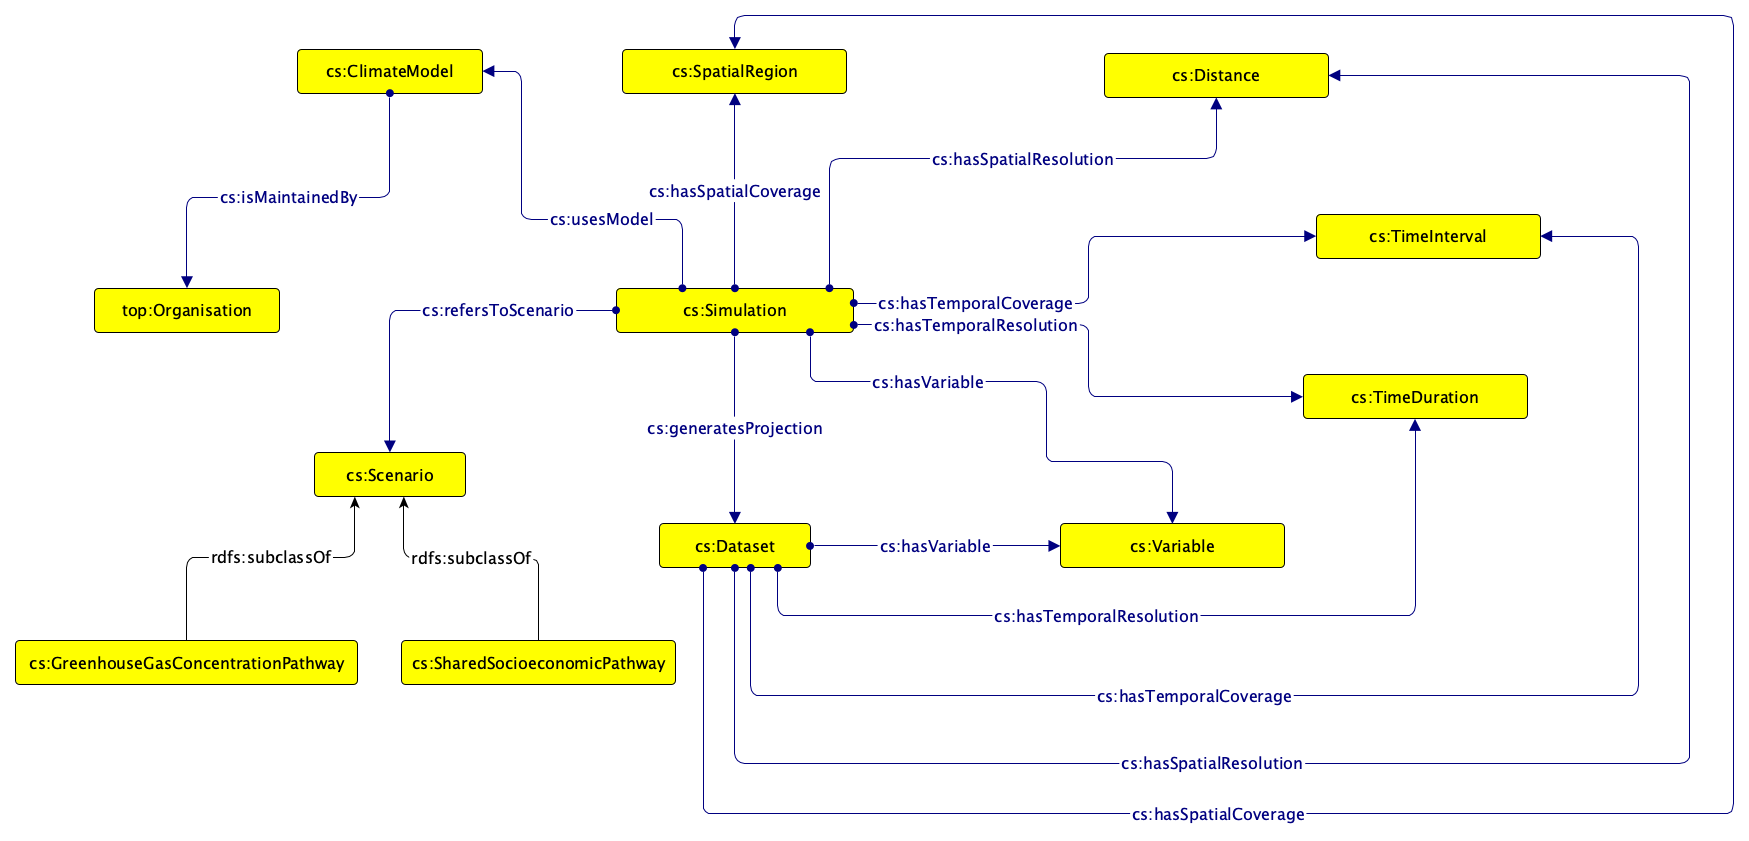 cs:ClimateModel
cs:SpatialRegion
cs:Distance
cs:hasSpatialResolution
cs:hasSpatialCoverage
cs:isMaintainedBy
cs:usesModel
cs:TimeInterval
top:Organisation
cs:refersToScenario
cs:Simulation
cs:hasTemporalCoverage
cs:hasTemporalResolution
cs:hasVariable
cs:TimeDuration
cs:generatesProjection
cs:Scenario
cs:Dataset
cs:hasVariable
cs:Variable
rdfs:subclassOf
rdfs:subclassOf
cs:hasTemporalResolution
cs:GreenhouseGasConcentrationPathway
cs:SharedSocioeconomicPathway
cs:hasTemporalCoverage
cs:hasSpatialResolution
cs:hasSpatialCoverage